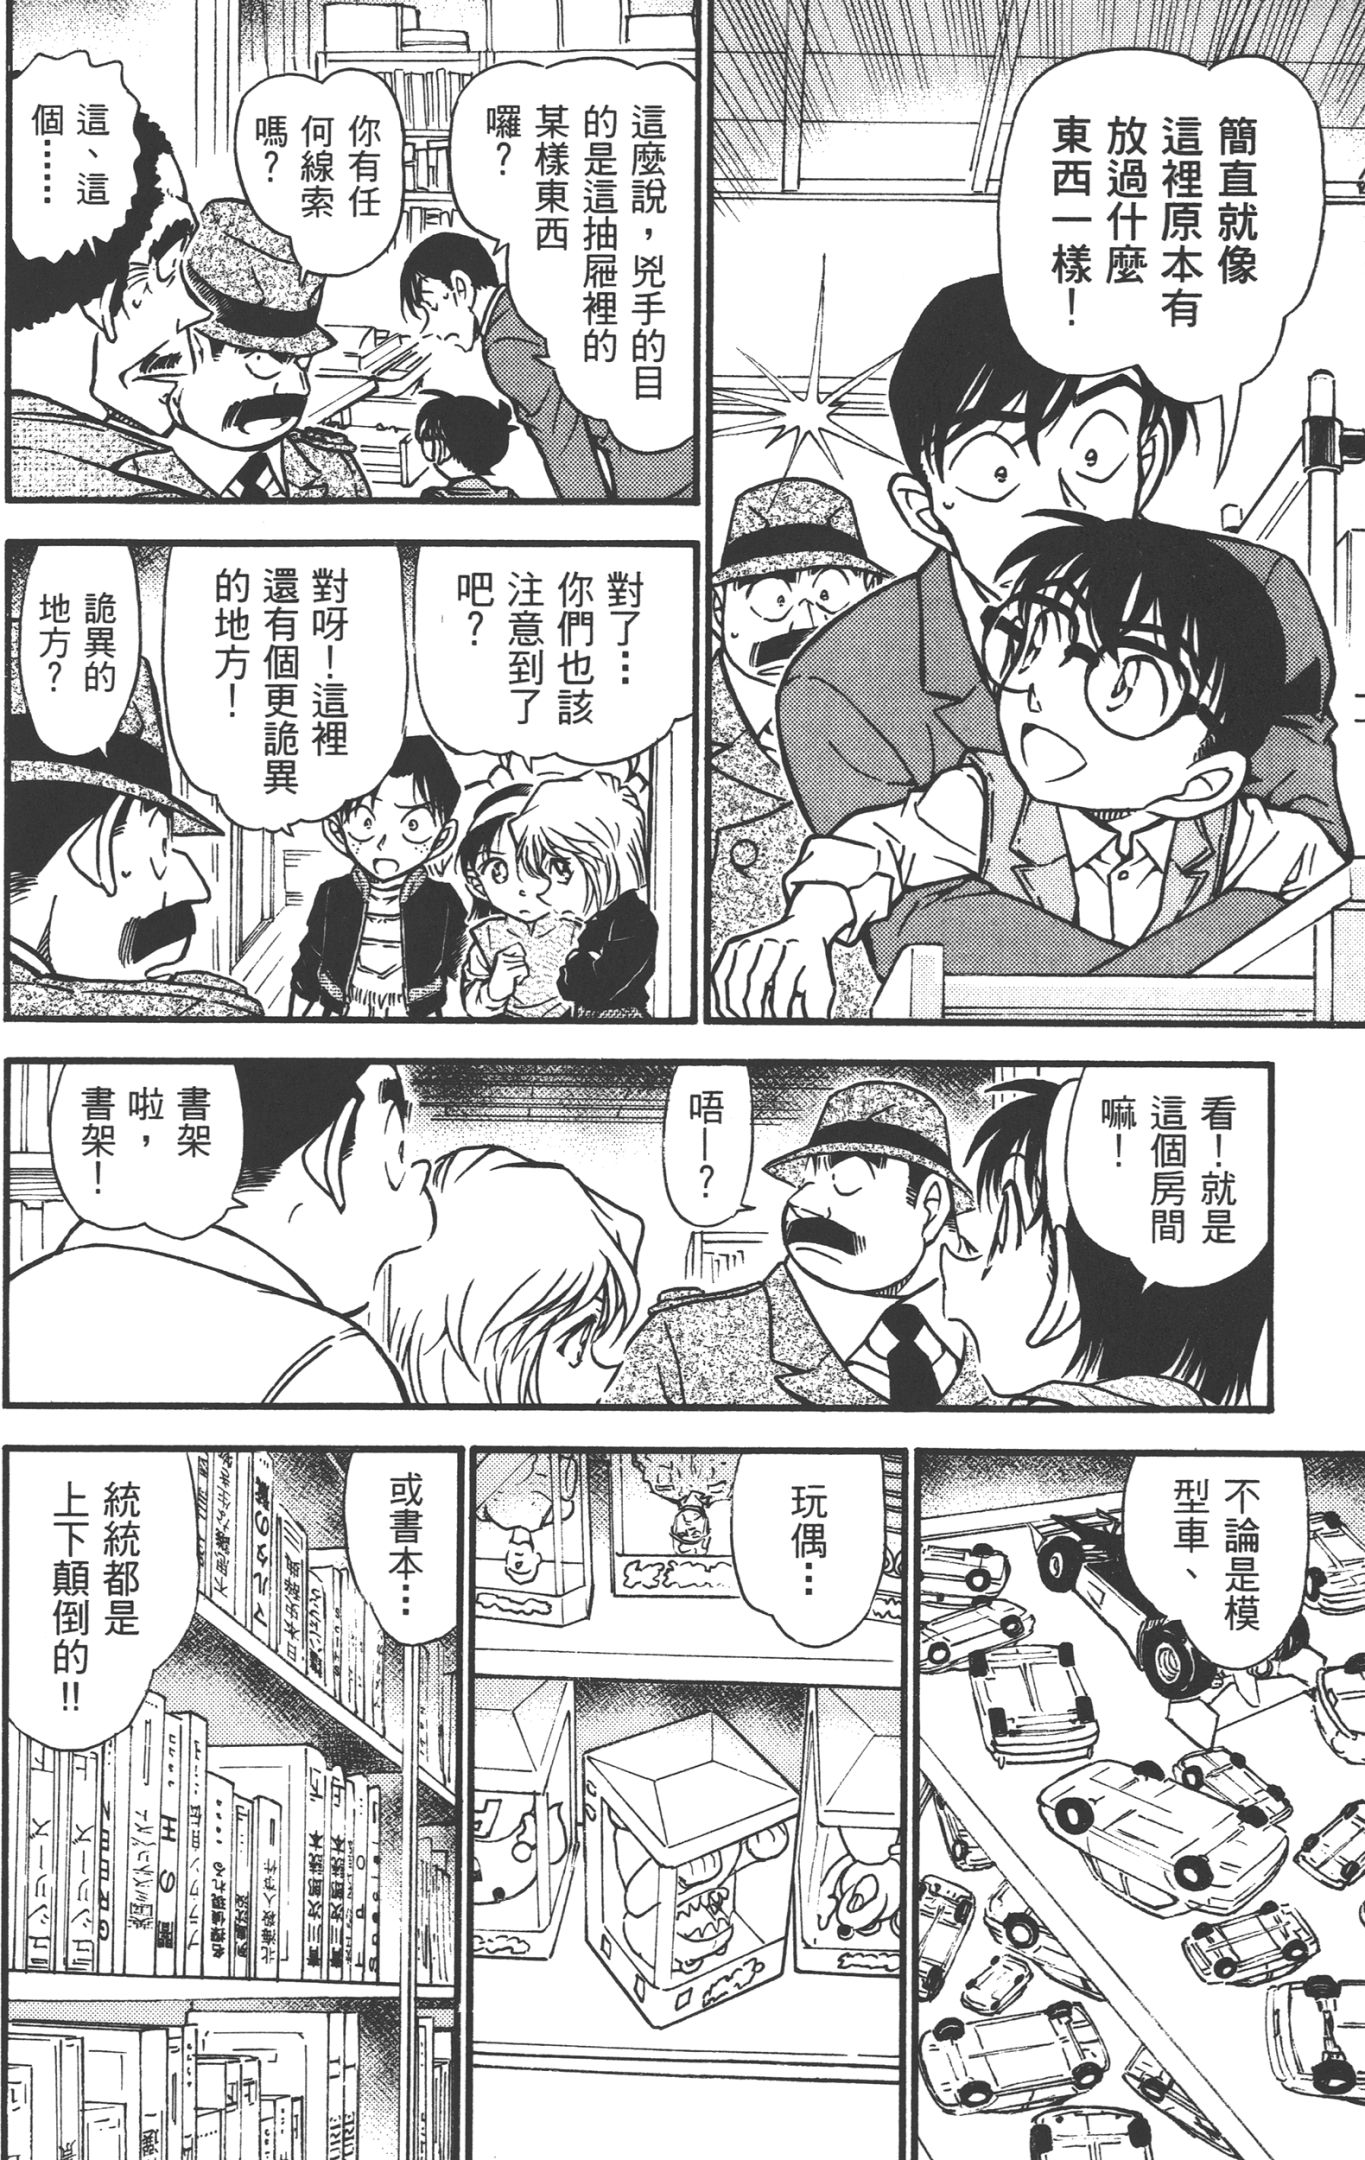 簡直就像
這裡原本有
放過什麼
東西一樣！
這麼說，兇手的目
的是這抽屜裡的
某樣東西
囉？
你有任
何線索
嗎？
這、這
個……
對了…
你們也該
注意到了
吧？
對呀！這裡
還有個更詭異
的地方！
詭異的
地方？
看！就是
這個房間
嘛！
唔—？
書架
啦，
書架！
不論是模
型車、
玩偶…
或書本…
統統都是
上下顛倒的!!